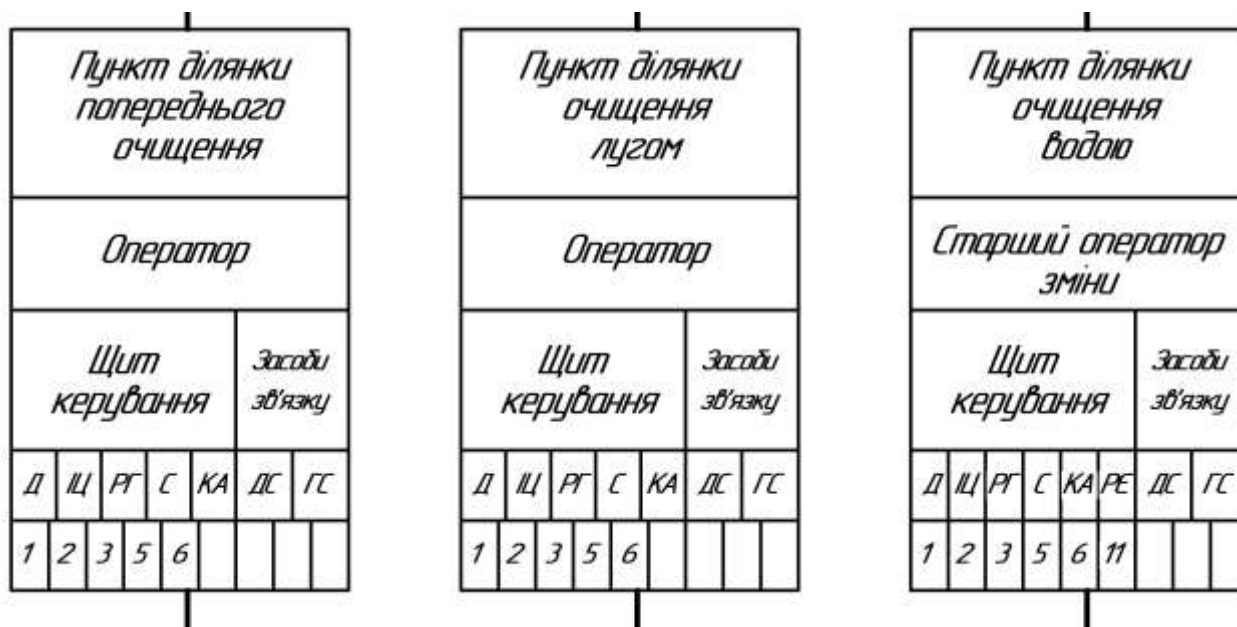 Пункт ділянки
попереднього
очищення
Оператор
Щит
керування
Засоби
зв'язку
Д ІЦ РГ С КА ДС ГС
1 2 3 5 6
Пункт ділянки
очищення
лугом
Оператор
Щит
керування
Засоби
зв'язку
Д ІЦ РГ С КА ДС ГС
1 2 3 5 6
Пункт ділянки
очищення
водою
Старший оператор
зміни
Щит
керування
Засоби
зв'язку
Д ІЦ РГ С КА РЕ ДС ГС
1 2 3 5 6 11